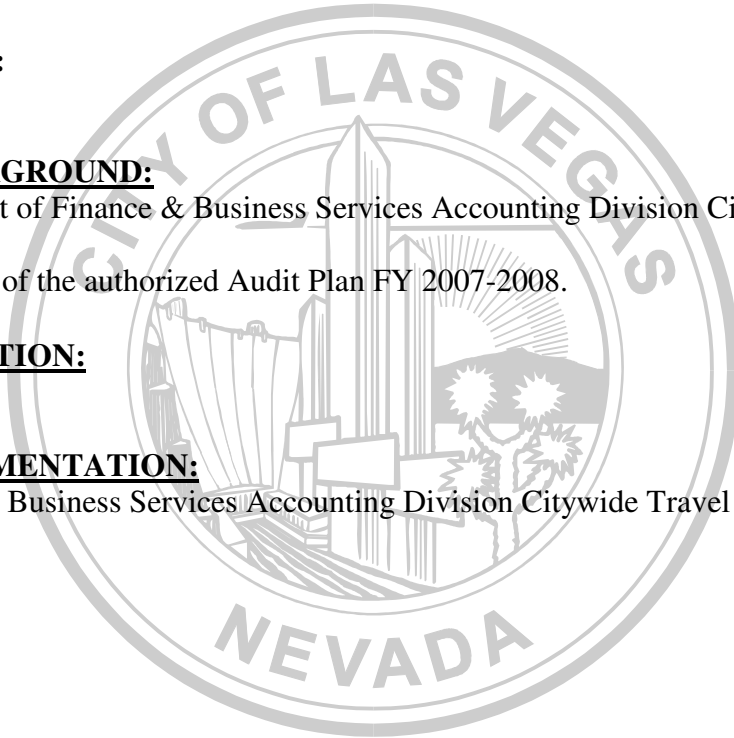 :
GROUND:
t of Finance & Business Services Accounting Division Ci
of the authorized Audit Plan FY 2007-2008.
TION:
MENTATION:
Business Services Accounting Division Citywide Travel
CITY OF LAS VEGAS
NEVADA